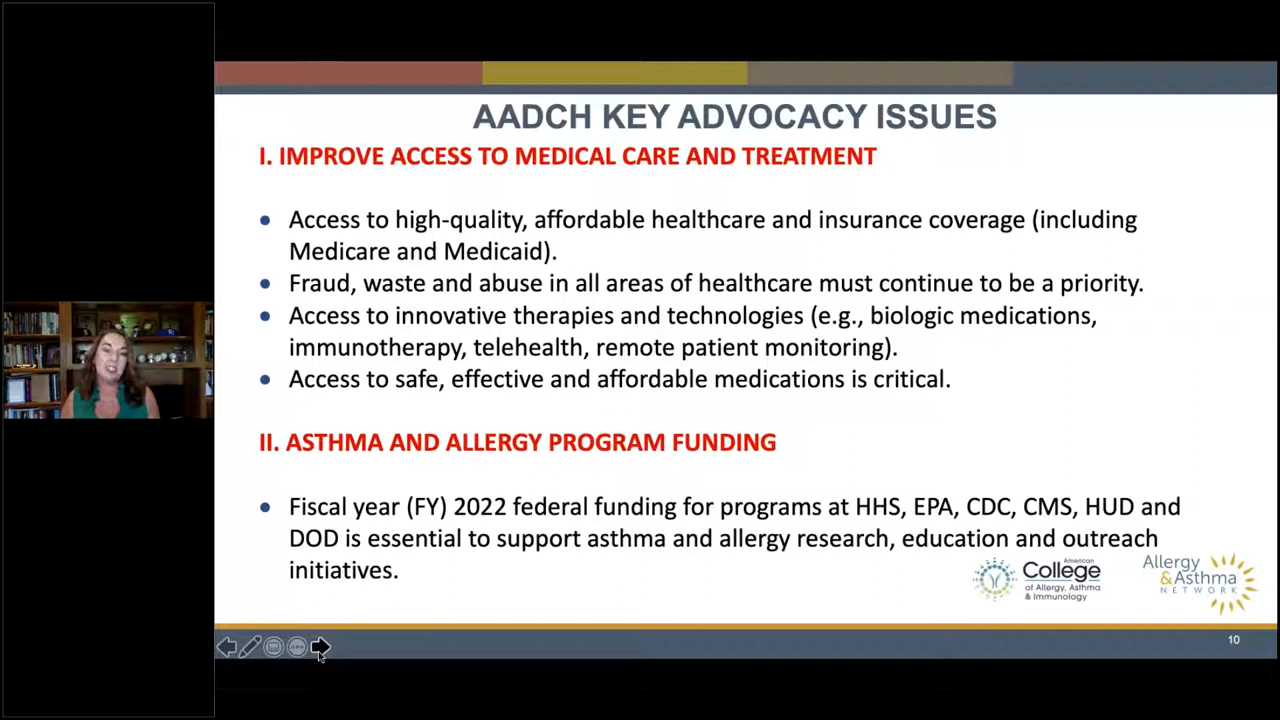 AADCH KEY ADVOCACY ISSUES
I. IMPROVE ACCESS TO MEDICAL CARE AND TREATMENT
• Access to high-quality, affordable healthcare and insurance coverage (including
Medicare and Medicaid).
• Fraud, waste and abuse in all areas of healthcare must continue to be a priority.
• Access to innovative therapies and technologies (e.g., biologic medications,
immunotherapy, telehealth, remote patient monitoring).
• Access to safe, effective and affordable medications is critical.
II. ASTHMA AND ALLERGY PROGRAM FUNDING
• Fiscal year (FY) 2022 federal funding for programs at HHS, EPA, CDC, CMS, HUD and
DOD is essential to support asthma and allergy research, education and outreach
initiatives.
American
College
of Allergy, Asthma
& Immunology
Allergy
&Asthma
NETWORK
10